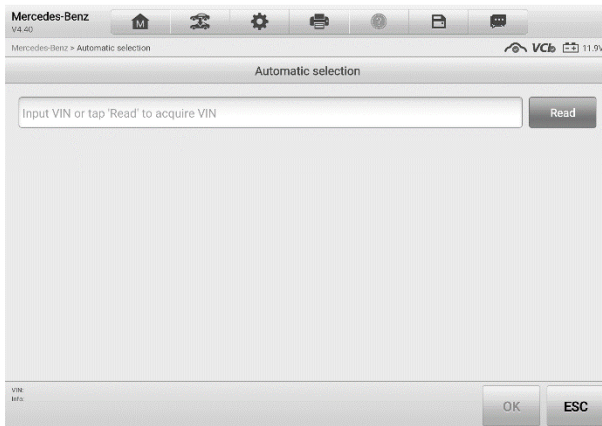 Mercedes-Benz
V4.40
M
Mercedes-Benz > Automatic selection
VCI 11.9V
Automatic selection
Input VIN or tap 'Read' to acquire VIN
Read
VIN:
Info:
OK
ESC